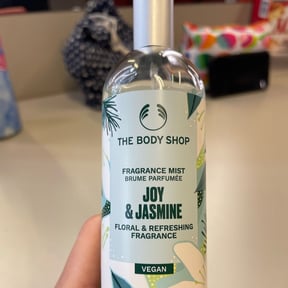 THE BODY SHOP
FRAGRANCE MIST
BRUME PARFUMÉE
JOY
& JASMINE
FLORAL & REFRESHING
FRAGRANCE
VEGAN